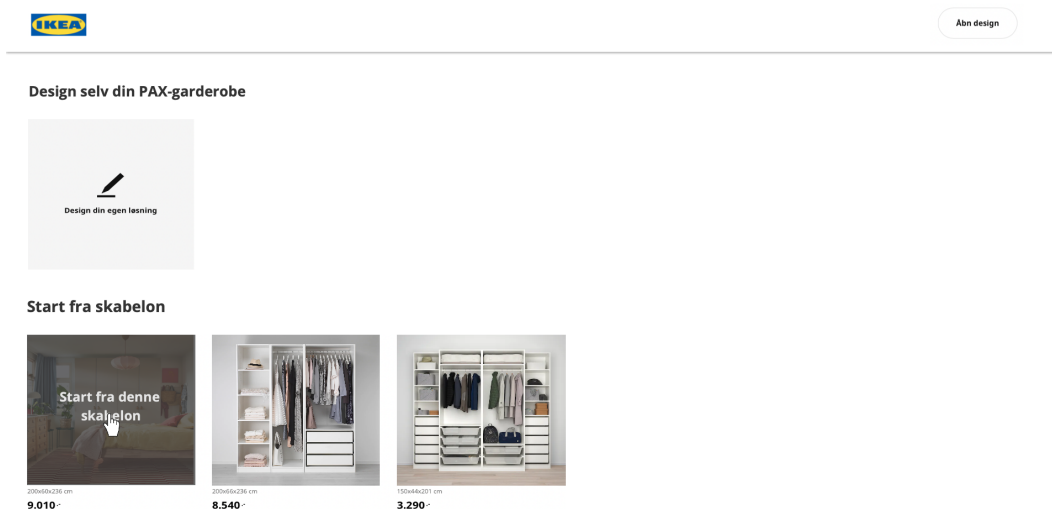 IKEA
Åbn design
Design selv din PAX-garderobe
Design din egen løsning
Start fra skabelon
Start fra denne
skabelon
200x60x236 cm
200x66x236 cm
150x44x201 cm
9.010.-
8.540.-
3.290.-